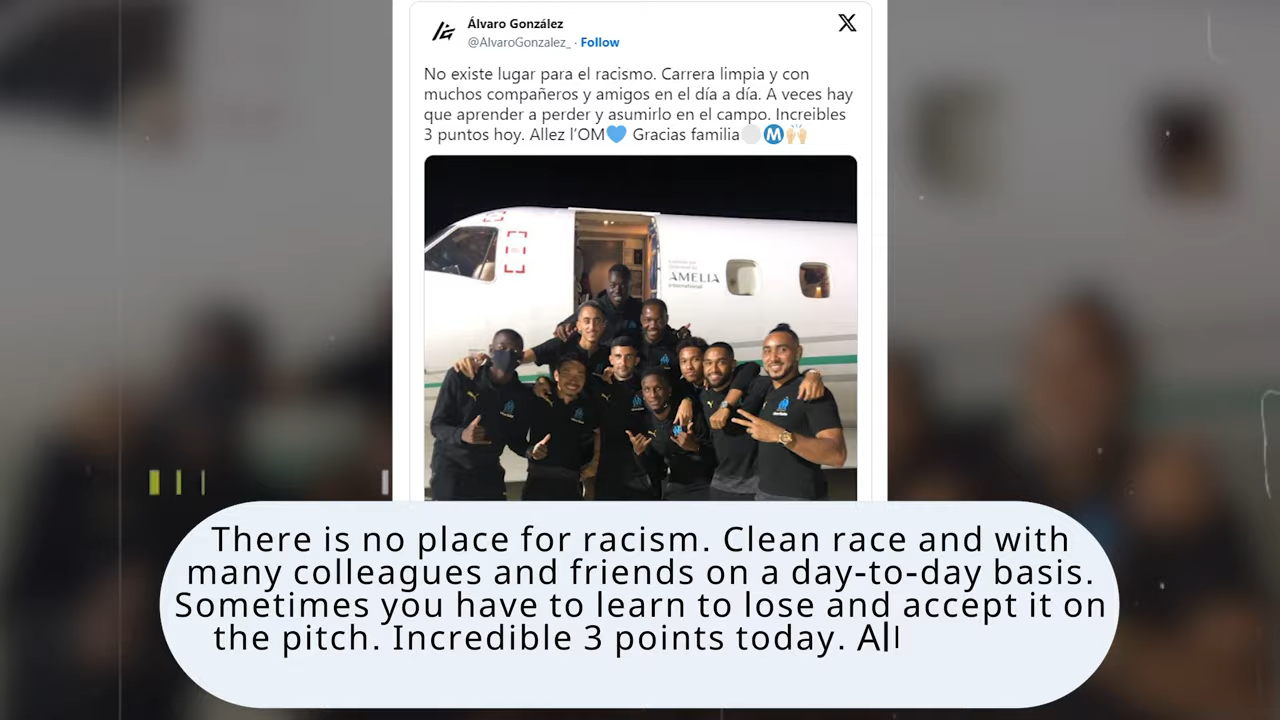 Álvaro González
@AlvaroGonzalez_ · Follow
No existe lugar para el racismo. Carrera limpia y con
muchos compañeros y amigos en el día a día. A veces hay
que aprender a perder y asumirlo en el campo. Increibles
3 puntos hoy. Allez l'OM💙 Gracias familia⚪Ⓜ️🙌🏼
AMELIA
International
There is no place for racism. Clean race and with
many colleagues and friends on a day-to-day basis.
Sometimes you have to learn to lose and accept it on
the pitch. Incredible 3 points today. All